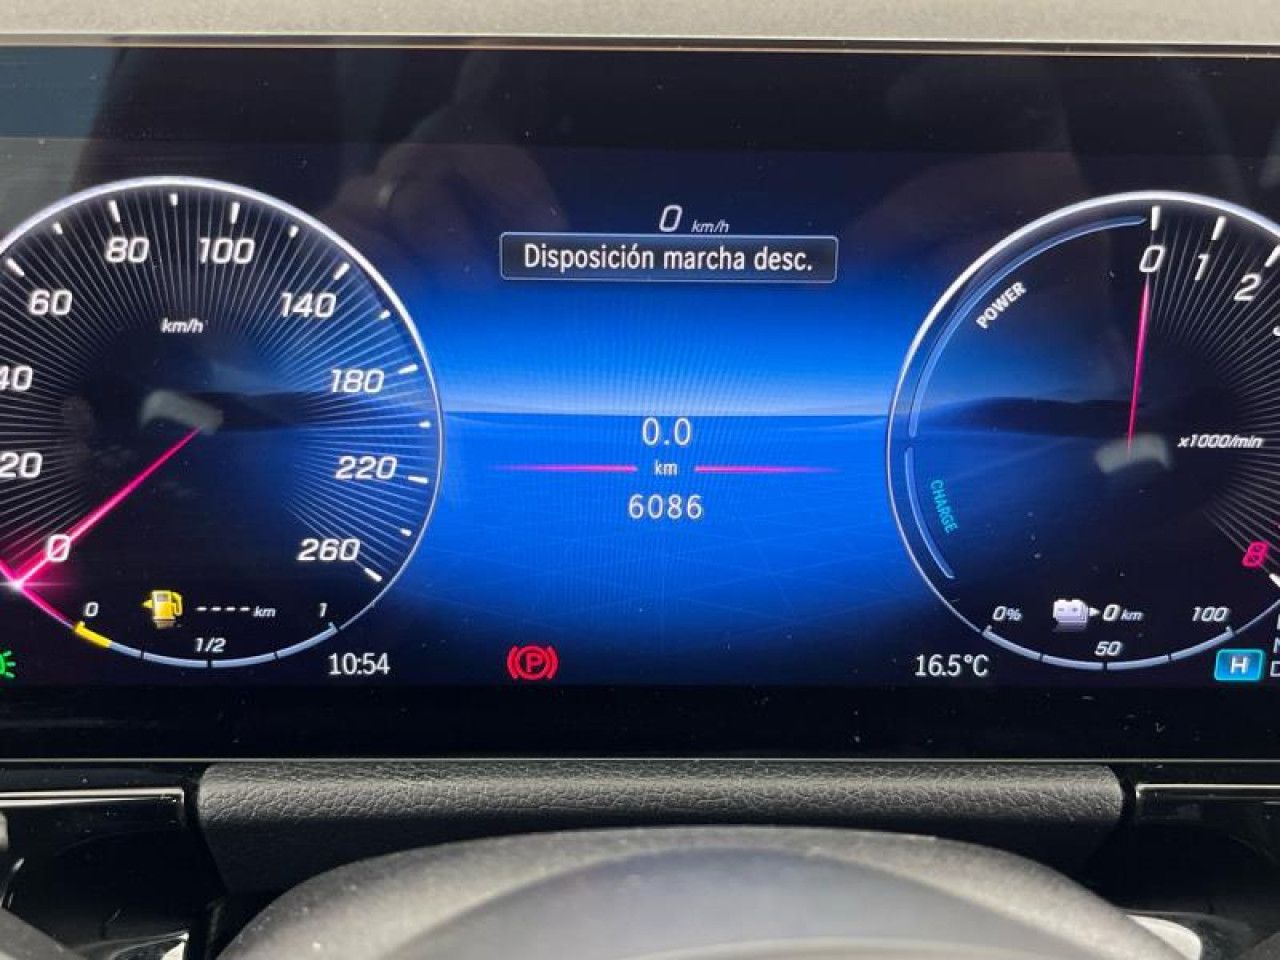 0 km/h
Disposición marcha desc.
0
20
40
60
80
100
140
180
220
260
km/h
0.0
km
6086
POWER
CHARGE
0
1
2
8
x1000/min
0
----km
1
1/2
10:54
P
16.5°C
0%
0 km
100
50
H